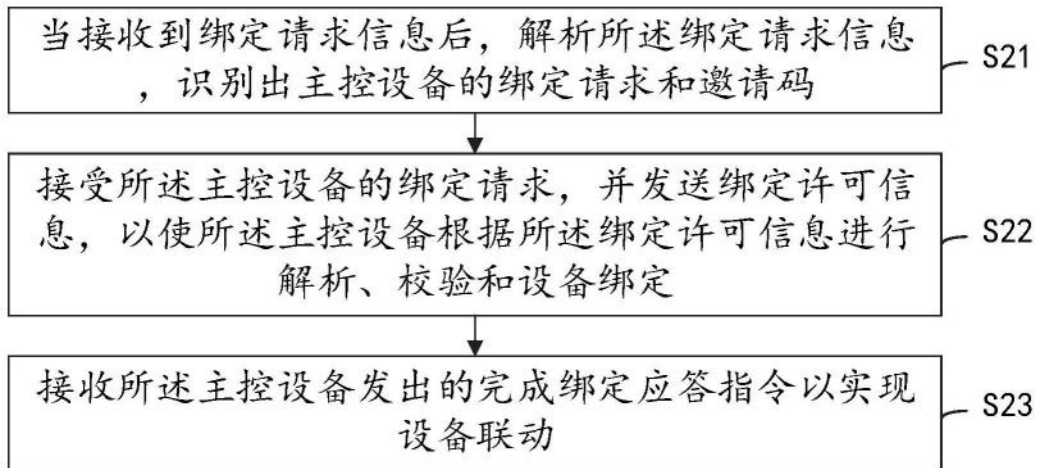 当接收到绑定请求信息后，解析所述绑定请求信息
，识别出主控设备的绑定请求和邀请码
S21
接受所述主控设备的绑定请求，并发送绑定许可信
息，以使所述主控设备根据所述绑定许可信息进行
解析、校验和设备绑定
S22
接收所述主控设备发出的完成绑定应答指令以实现
设备联动
S23